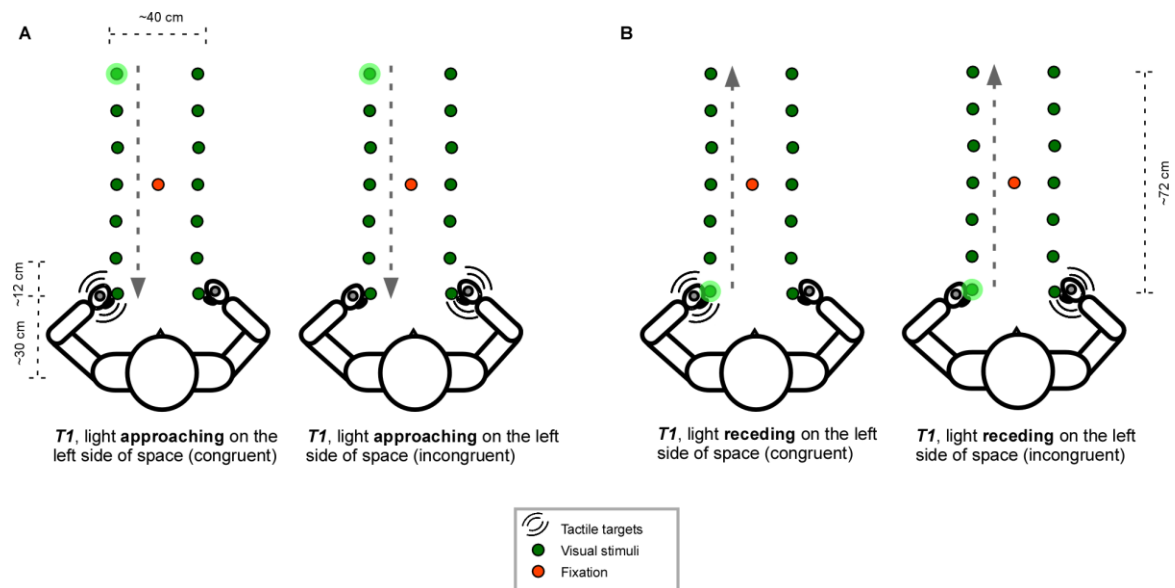 ~40 cm
A
B
~72 cm
~12 cm
~30 cm
T1, light approaching on the
left side of space (congruent)
T1, light approaching on the left
side of space (incongruent)
T1, light receding on the left
side of space (congruent)
T1, light receding on the left
side of space (incongruent)
Tactile targets
Visual stimuli
Fixation